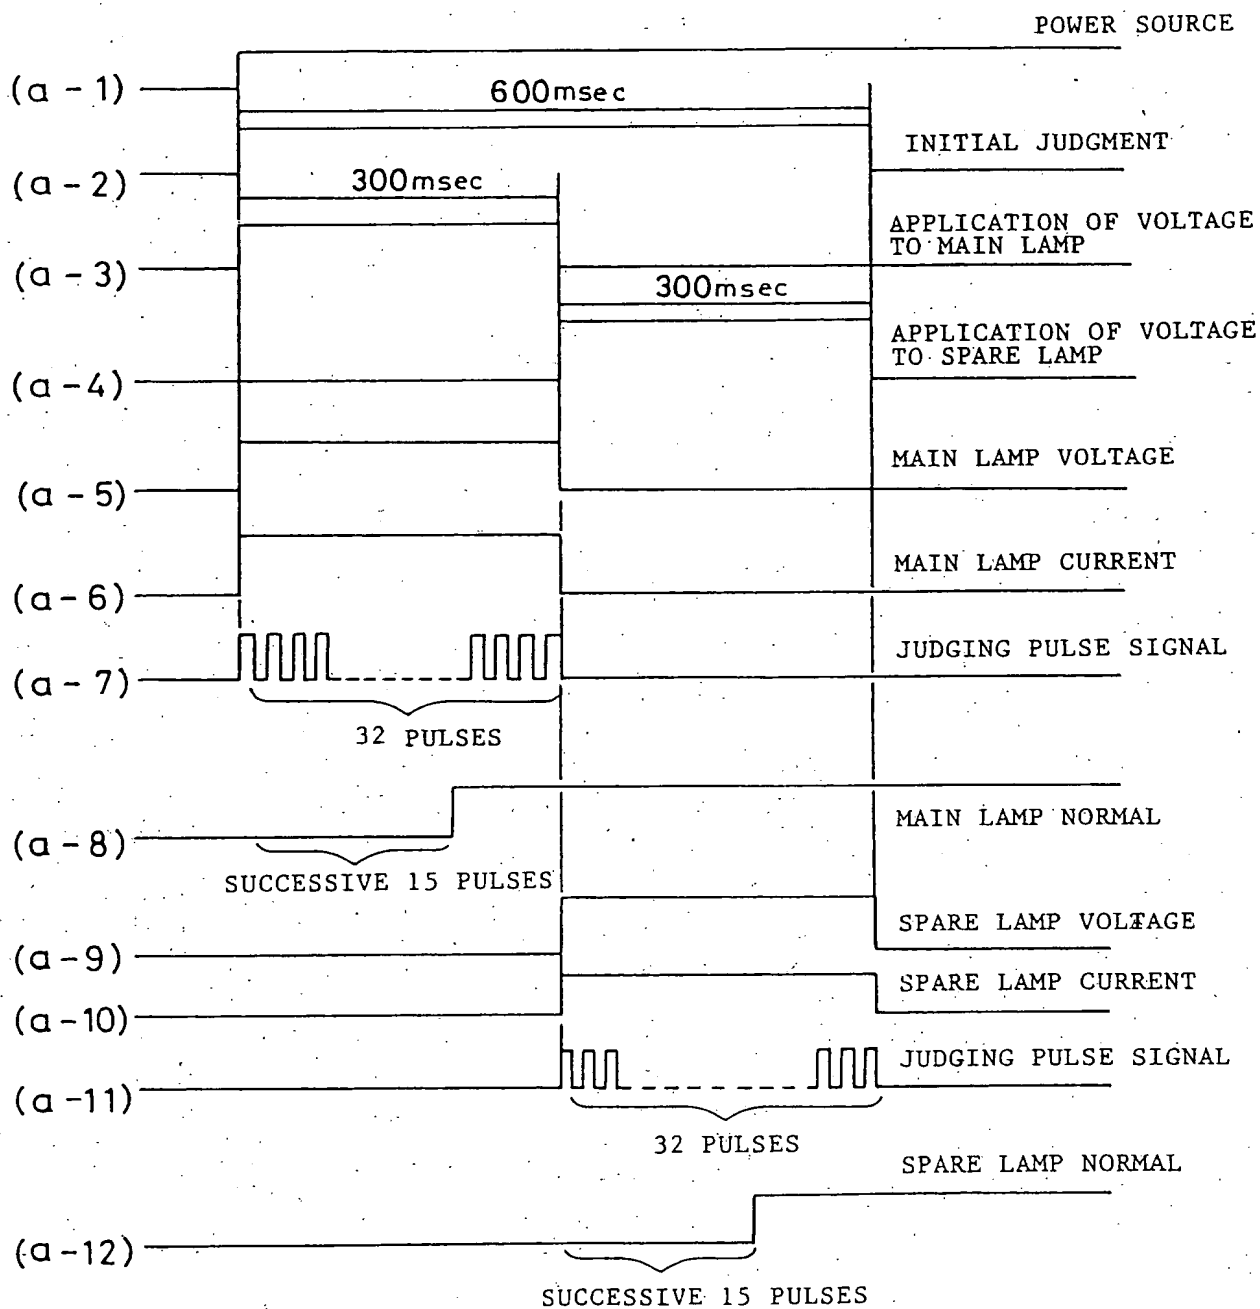 POWER SOURCE
(a-1)
600msec
INITIAL JUDGMENT
(a-2)
300msec
APPLICATION OF VOLTAGE
TO MAIN LAMP
(a-3)
300msec
APPLICATION OF VOLTAGE
TO SPARE LAMP
(a-4)
MAIN LAMP VOLTAGE
(a-5)
MAIN LAMP CURRENT
(a-6)
JUDGING PULSE SIGNAL
(a-7)
32 PULSES
MAIN LAMP NORMAL
(a-8)
SUCCESSIVE 15 PULSES
SPARE LAMP VOLTAGE
(a-9)
SPARE LAMP CURRENT
(a-10)
JUDGING PULSE SIGNAL
(a-11)
32 PULSES
SPARE LAMP NORMAL
(a-12)
SUCCESSIVE 15 PULSES